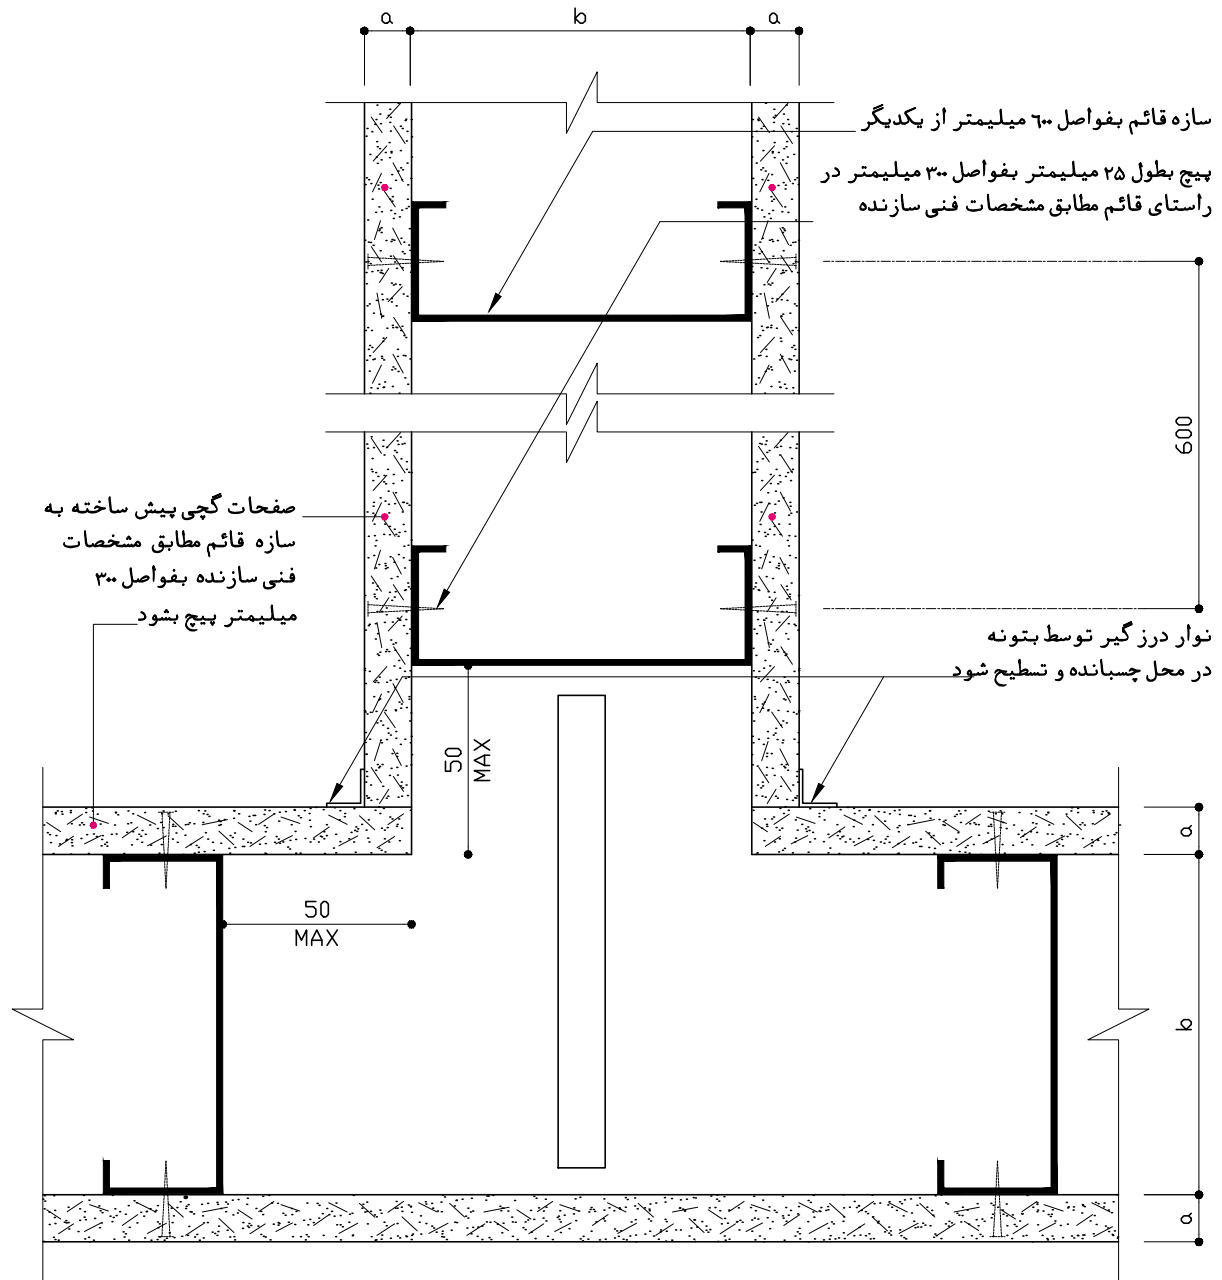 a
b
a
سازه قائم بفواصل ٦٠٠ میلیمتر از یکدیگر
پیچ بطول ۲۵ میلیمتر بفواصل ۳۰۰ میلیمتر در
راستای قائم مطابق مشخصات فنی سازنده
600
صفحات گچی پیش ساخته به
سازه قائم مطابق مشخصات
فنی سازنده بفواصل ۳۰۰
میلیمتر پیچ بشود
نوار درز گیر توسط بتونه
در محل چسبانده و تسطیح شود
50
MAX
a
50
MAX
b
a